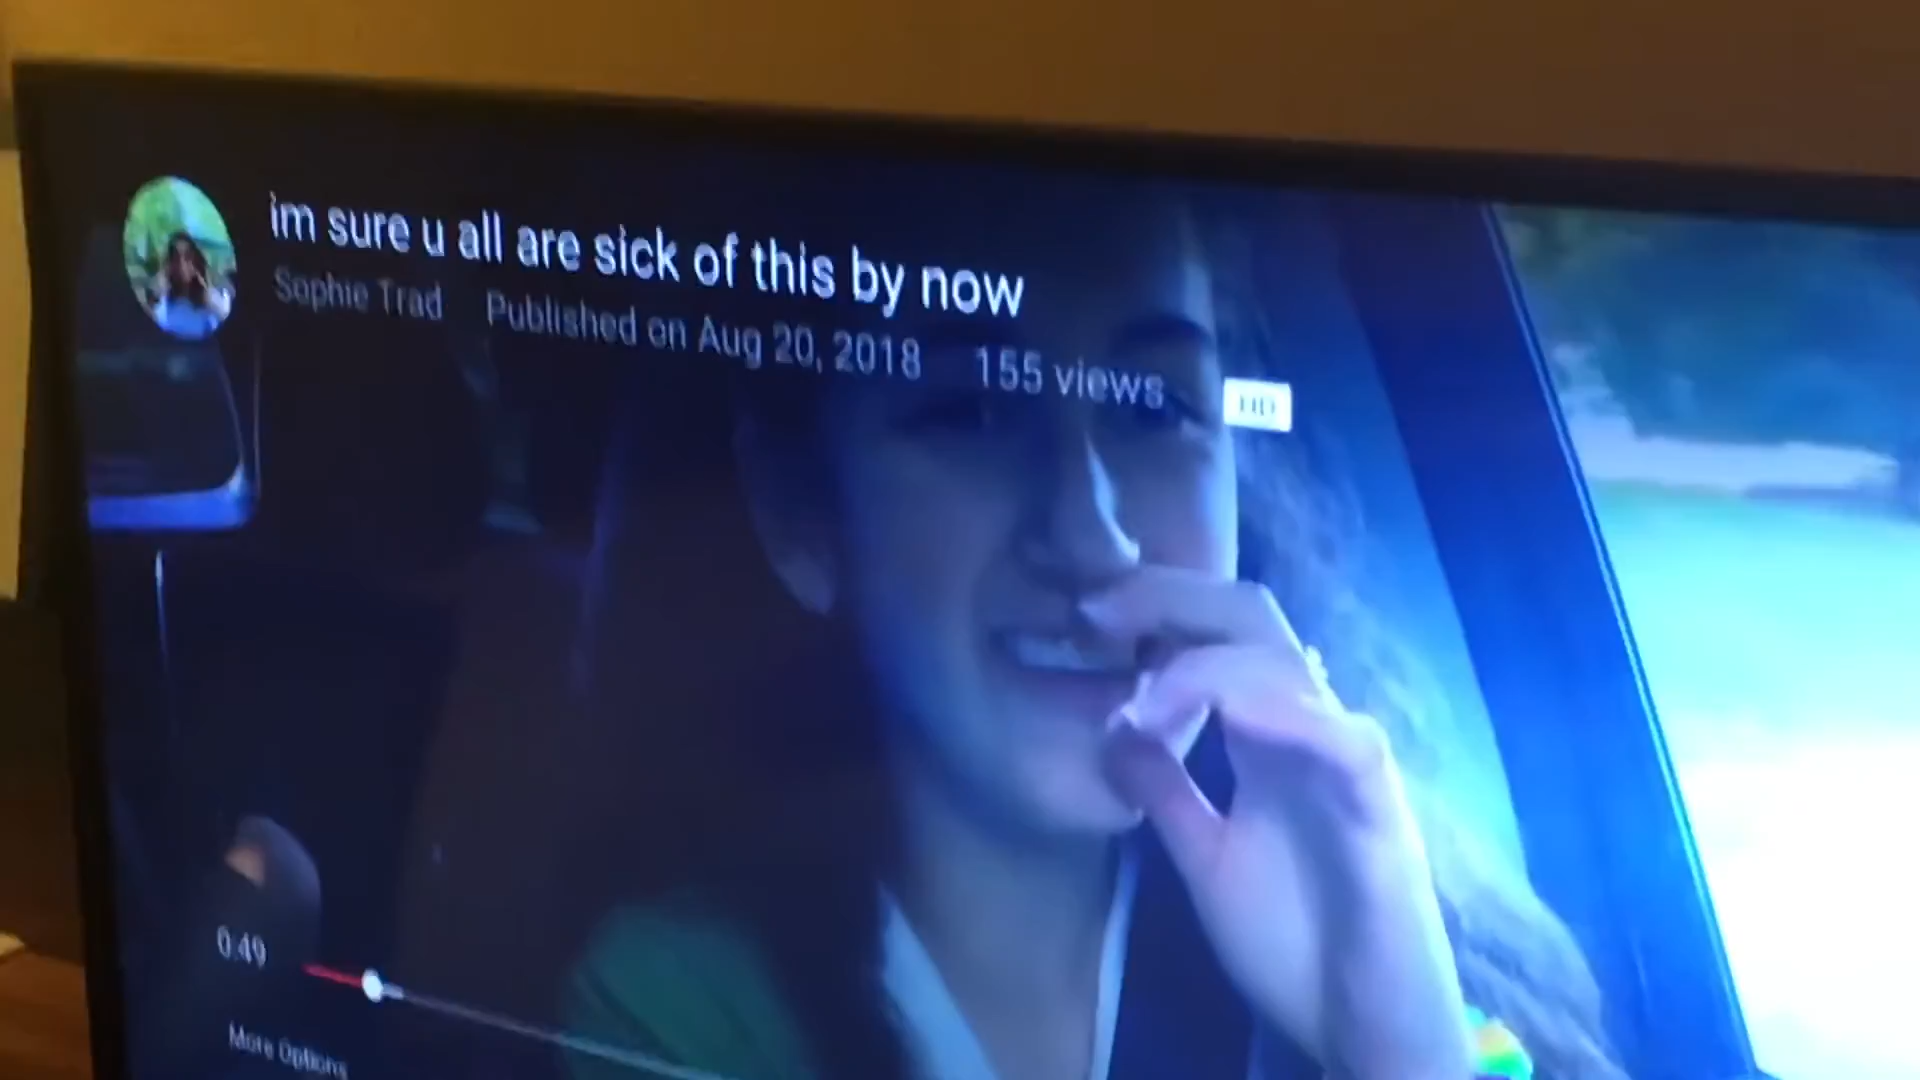 im sure u all are sick of this by now
Sophie Trad Published on Aug 20, 2018 155 views HD
0:49
More Options